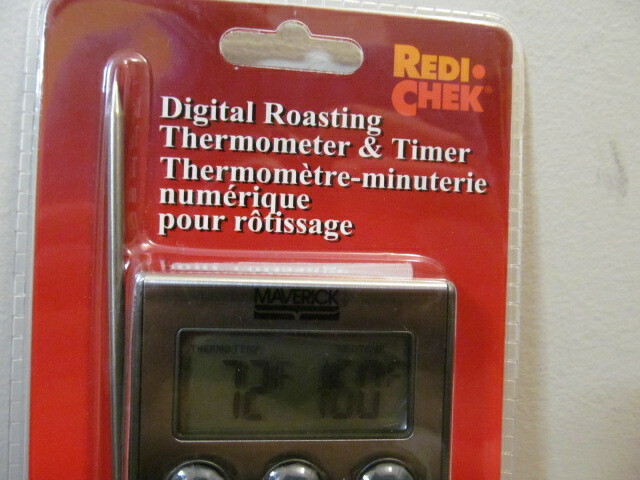 REDI
CHEK®
Digital Roasting
Thermometer & Timer
Thermomètre-minuterie
numérique
pour rôtissage
MAVERICK
72°F 160°F